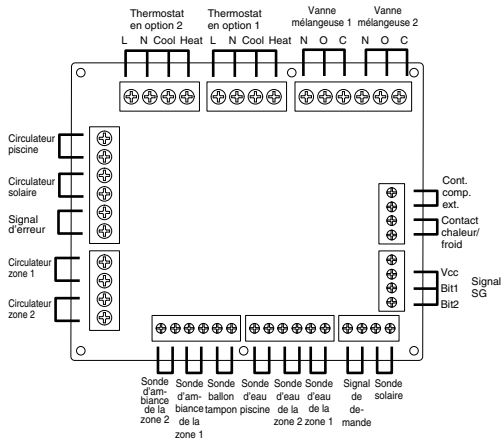 Thermostat
en option 2
Thermostat
en option 1
Vanne
mélangeuse 1
Vanne
mélangeuse 2
L N Cool Heat
L N Cool Heat
N O C
N O C
Circulateur
piscine
Circulateur
solaire
Signal
d'erreur
Circulateur
zone 1
Circulateur
zone 2
Cont.
comp.
ext.
Contact
chaleur/
froid
Vcc
Bit1
Bit2
Signal
SG
Sonde
d'am-
biance
de la
zone 2
Sonde
d'am-
biance
de la
zone 1
Sonde
ballon
tampon
Sonde
d'eau
piscine
Sonde
d'eau
de la
zone 2
Sonde
d'eau
de la
zone 1
Signal
de
de-
mande
Sonde
solaire